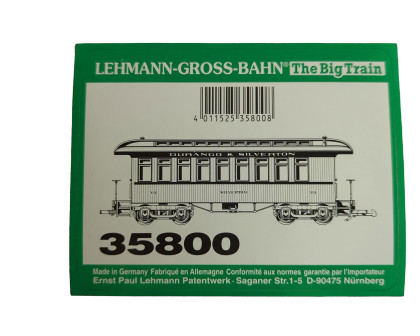 LEHMANN-GROSS-BAHN® The Big Train
4 011525 358008
DURANGO & SILVERTON
SILVERTON
35800
Made in Germany Fabriqué en Allemagne Conformité aux normes garantie par l'importateur
Ernst Paul Lehmann Patentwerk - Saganer Str.1-5 D-90475 Nürnberg